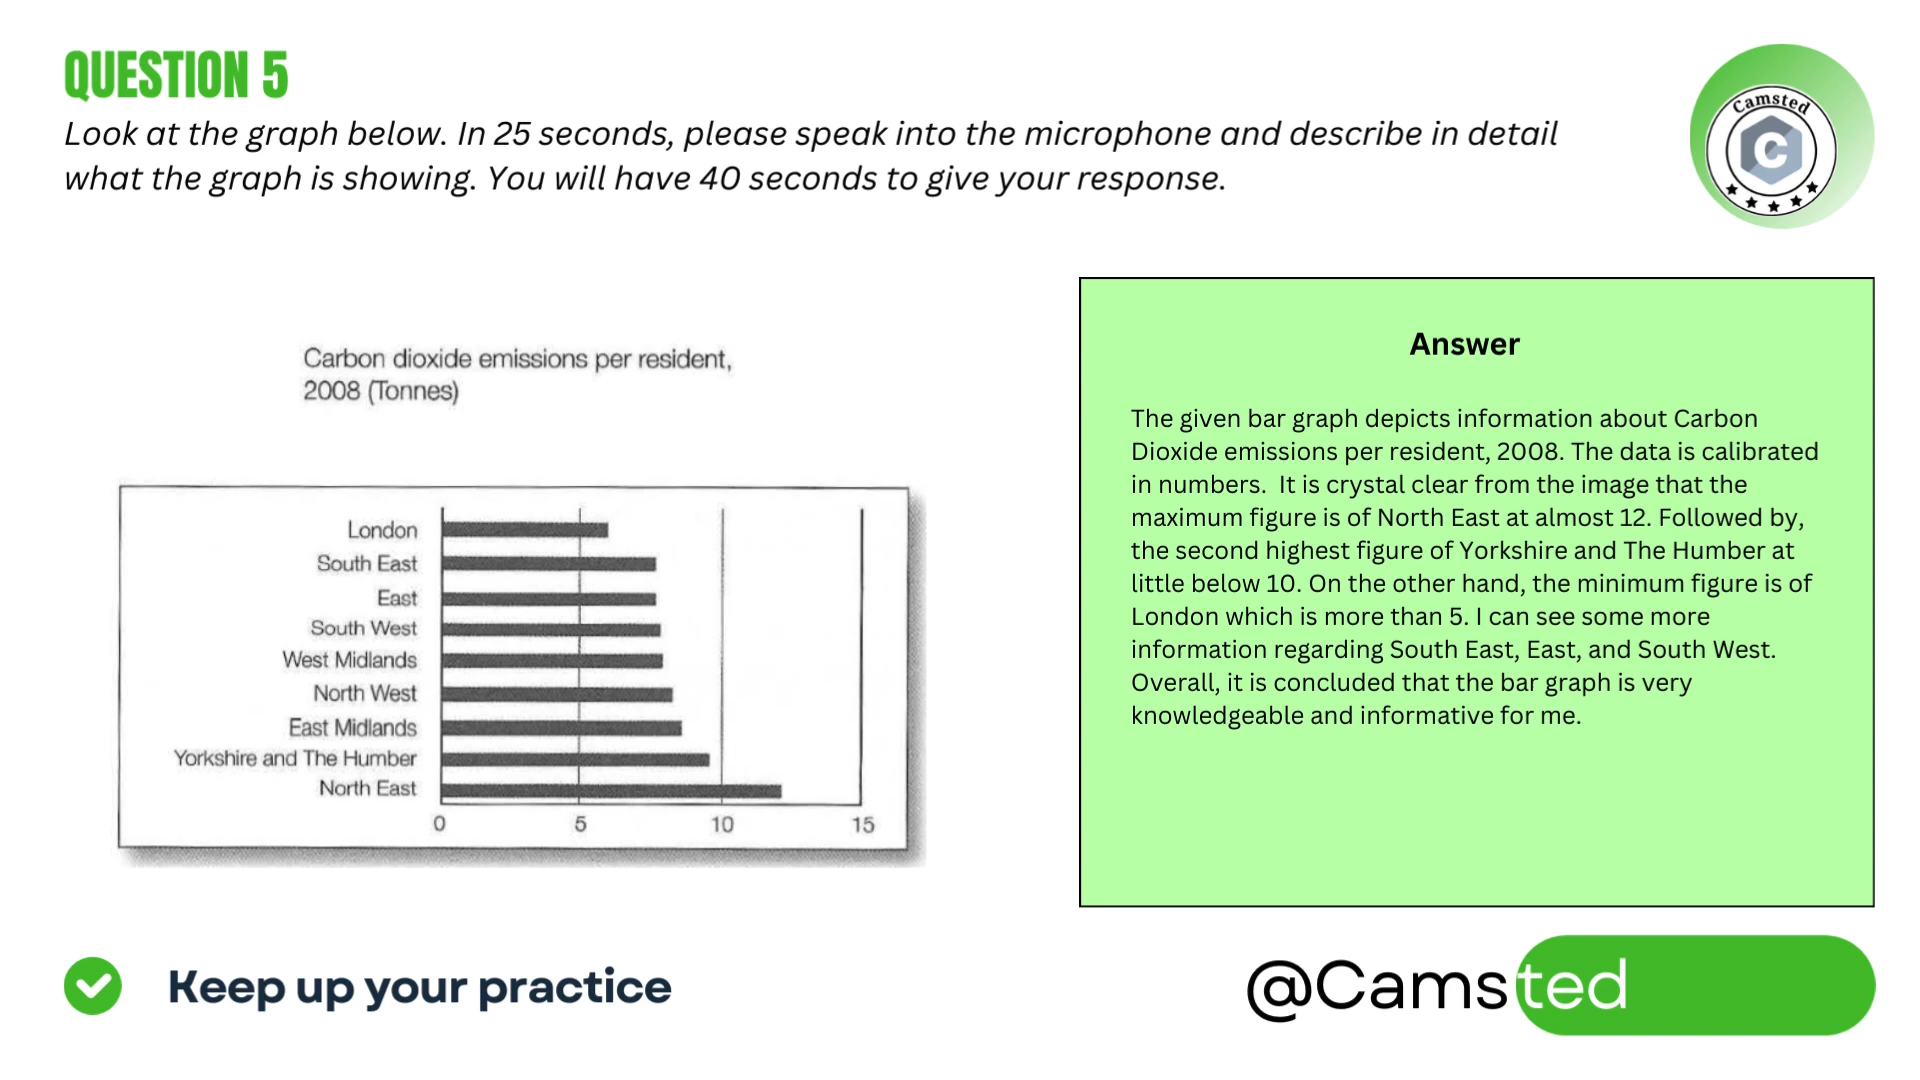 QUESTION 5
Look at the graph below. In 25 seconds, please speak into the microphone and describe in detail
what the graph is showing. You will have 40 seconds to give your response.
Camsted
C
Carbon dioxide emissions per resident,
2008 (Tonnes)
London
South East
East
South West
West Midlands
North West
East Midlands
Yorkshire and The Humber
North East
0 5 10 15
Answer
The given bar graph depicts information about Carbon
Dioxide emissions per resident, 2008. The data is calibrated
in numbers.  It is crystal clear from the image that the
maximum figure is of North East at almost 12. Followed by,
the second highest figure of Yorkshire and The Humber at
little below 10. On the other hand, the minimum figure is of
London which is more than 5. I can see some more
information regarding South East, East, and South West.
Overall, it is concluded that the bar graph is very
knowledgeable and informative for me.
Keep up your practice
@Camsted